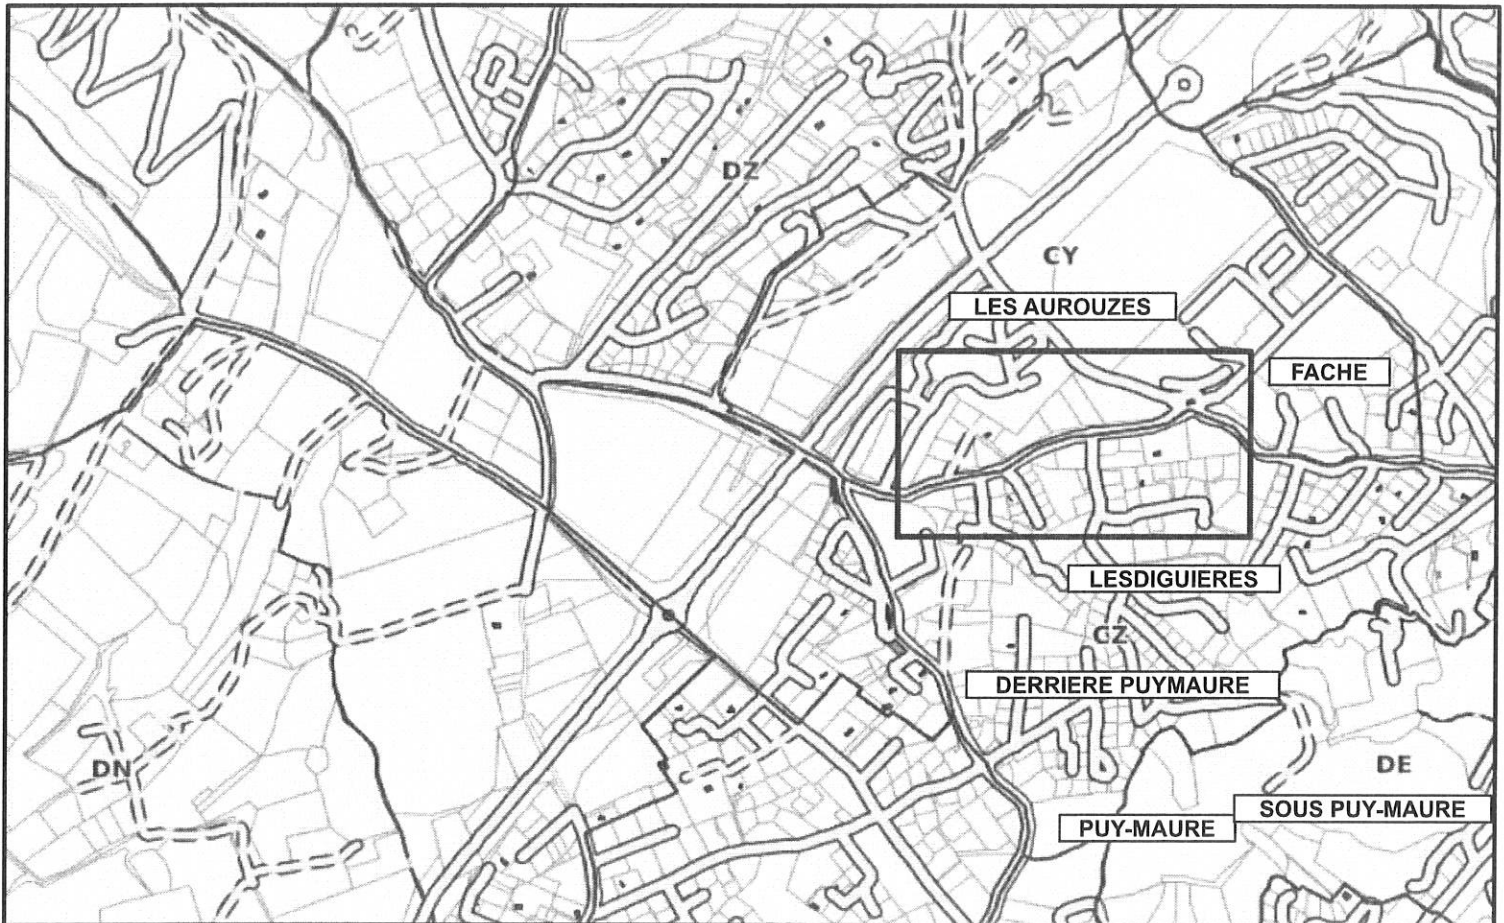 DZ
CY
LES AUROUZES
FACHE
LESDIGUIERES
CZ
DERRIERE PUYMAURE
DN
DE
SOUS PUY-MAURE
PUY-MAURE